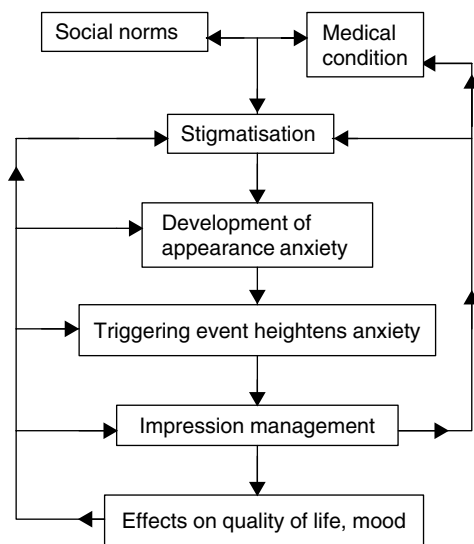 Social norms
Medical
condition
Stigmatisation
Development of
appearance anxiety
Triggering event heightens anxiety
Impression management
Effects on quality of life, mood